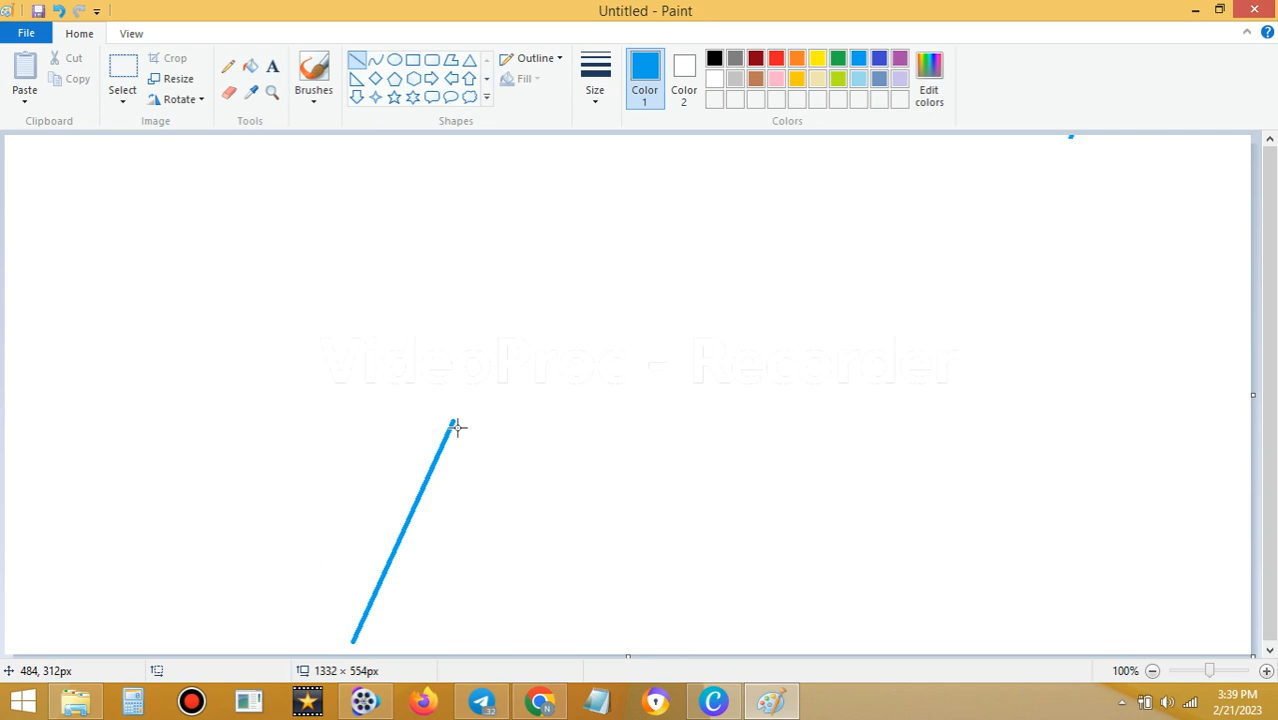 Untitled - Paint
File
Home
View
Paste
Cut
Copy
Clipboard
Select
Crop
Resize
Rotate
Image
A
Tools
Brushes
Outline
Fill
Shapes
Size
Color
1
Color
2
Edit
colors
Colors
VideoProc - Recorder
484, 312px
1332 × 554px
100%
32
N
C
3:39 PM
2/21/2023